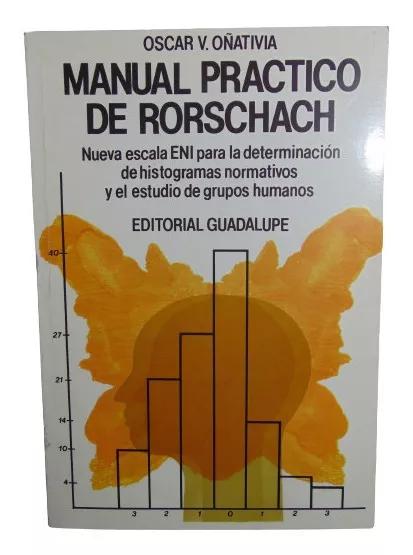 OSCAR V. OÑATIVIA
MANUAL PRACTICO
DE RORSCHACH
Nueva escala ENI para la determinación
de histogramas normativos
y el estudio de grupos humanos
EDITORIAL GUADALUPE
40
27
21
14
10
4
3 2 1 0 1 2 3